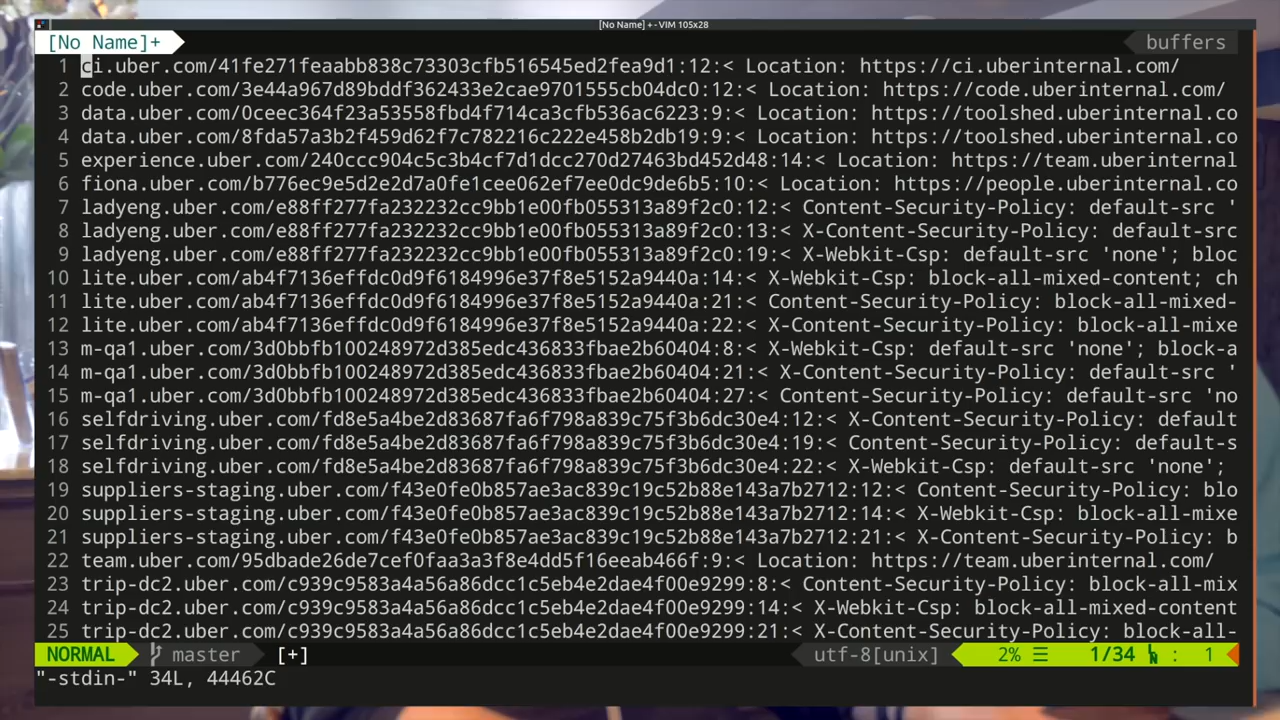 [No Name] + - VIM 105x28
[No Name]+ buffers
1 ci.uber.com/41fe271feaabb838c73303cfb516545ed2fea9d1:12:< Location: https://ci.uberinternal.com/
2 code.uber.com/3e44a967d89bddf362433e2cae9701555cb04dc0:12:< Location: https://code.uberinternal.com/
3 data.uber.com/0ceec364f23a53558fbd4f714ca3cfb536ac6223:9:< Location: https://toolshed.uberinternal.co
4 data.uber.com/8fda57a3b2f459d62f7c782216c222e458b2db19:9:< Location: https://toolshed.uberinternal.co
5 experience.uber.com/240ccc904c5c3b4cf7d1dcc270d27463bd452d48:14:< Location: https://team.uberinternal
6 fiona.uber.com/b776ec9e5d2e2d7a0fe1cee062ef7ee0dc9de6b5:10:< Location: https://people.uberinternal.co
7 ladyeng.uber.com/e88ff277fa232232cc9bb1e00fb055313a89f2c0:12:< Content-Security-Policy: default-src '
8 ladyeng.uber.com/e88ff277fa232232cc9bb1e00fb055313a89f2c0:13:< X-Content-Security-Policy: default-src
9 ladyeng.uber.com/e88ff277fa232232cc9bb1e00fb055313a89f2c0:19:< X-Webkit-Csp: default-src 'none'; bloc
10 lite.uber.com/ab4f7136effdc0d9f6184996e37f8e5152a9440a:14:< X-Webkit-Csp: block-all-mixed-content; ch
11 lite.uber.com/ab4f7136effdc0d9f6184996e37f8e5152a9440a:21:< Content-Security-Policy: block-all-mixed-
12 lite.uber.com/ab4f7136effdc0d9f6184996e37f8e5152a9440a:22:< X-Content-Security-Policy: block-all-mixe
13 m-qa1.uber.com/3d0bbfb100248972d385edc436833fbae2b60404:8:< X-Webkit-Csp: default-src 'none'; block-a
14 m-qa1.uber.com/3d0bbfb100248972d385edc436833fbae2b60404:21:< X-Content-Security-Policy: default-src '
15 m-qa1.uber.com/3d0bbfb100248972d385edc436833fbae2b60404:27:< Content-Security-Policy: default-src 'no
16 selfdriving.uber.com/fd8e5a4be2d83687fa6f798a839c75f3b6dc30e4:12:< X-Content-Security-Policy: default
17 selfdriving.uber.com/fd8e5a4be2d83687fa6f798a839c75f3b6dc30e4:19:< Content-Security-Policy: default-s
18 selfdriving.uber.com/fd8e5a4be2d83687fa6f798a839c75f3b6dc30e4:22:< X-Webkit-Csp: default-src 'none';
19 suppliers-staging.uber.com/f43e0fe0b857ae3ac839c19c52b88e143a7b2712:12:< Content-Security-Policy: blo
20 suppliers-staging.uber.com/f43e0fe0b857ae3ac839c19c52b88e143a7b2712:14:< X-Webkit-Csp: block-all-mixe
21 suppliers-staging.uber.com/f43e0fe0b857ae3ac839c19c52b88e143a7b2712:21:< X-Content-Security-Policy: b
22 team.uber.com/95dbade26de7cef0faa3a3f8e4dd5f16eeab466f:9:< Location: https://team.uberinternal.com/
23 trip-dc2.uber.com/c939c9583a4a56a86dcc1c5eb4e2dae4f00e9299:8:< Content-Security-Policy: block-all-mix
24 trip-dc2.uber.com/c939c9583a4a56a86dcc1c5eb4e2dae4f00e9299:14:< X-Webkit-Csp: block-all-mixed-content
25 trip-dc2.uber.com/c939c9583a4a56a86dcc1c5eb4e2dae4f00e9299:21:< X-Content-Security-Policy: block-all-
NORMAL master [+] utf-8[unix] 2% ☰ 1/34 : 1
"-stdin-" 34L, 44462C